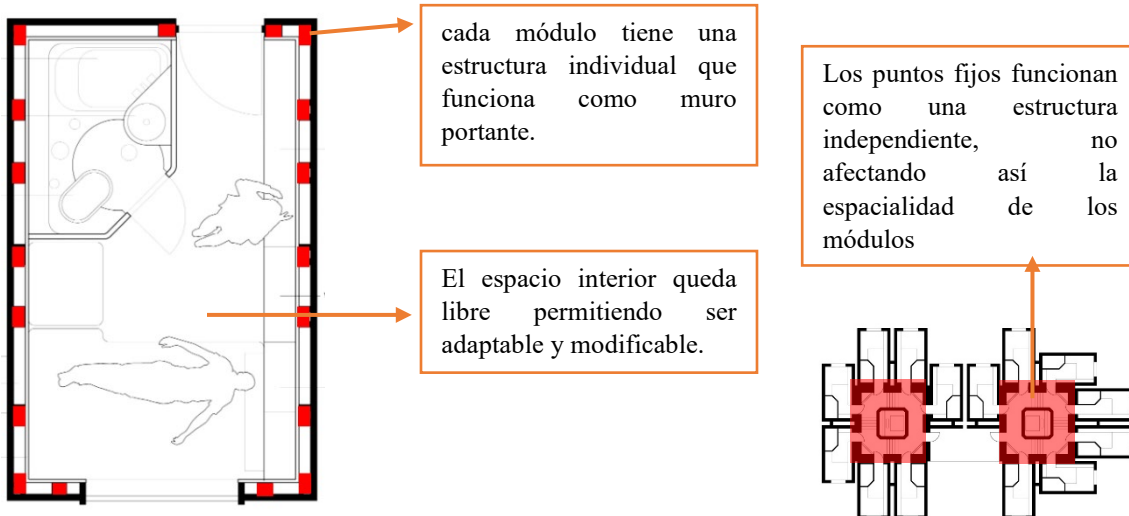 cada módulo tiene una
estructura individual que
funciona como muro
portante.
El espacio interior queda
libre permitiendo ser
adaptable y modificable.
Los puntos fijos funcionan
como una estructura
independiente, no
afectando así la
espacialidad de los
módulos